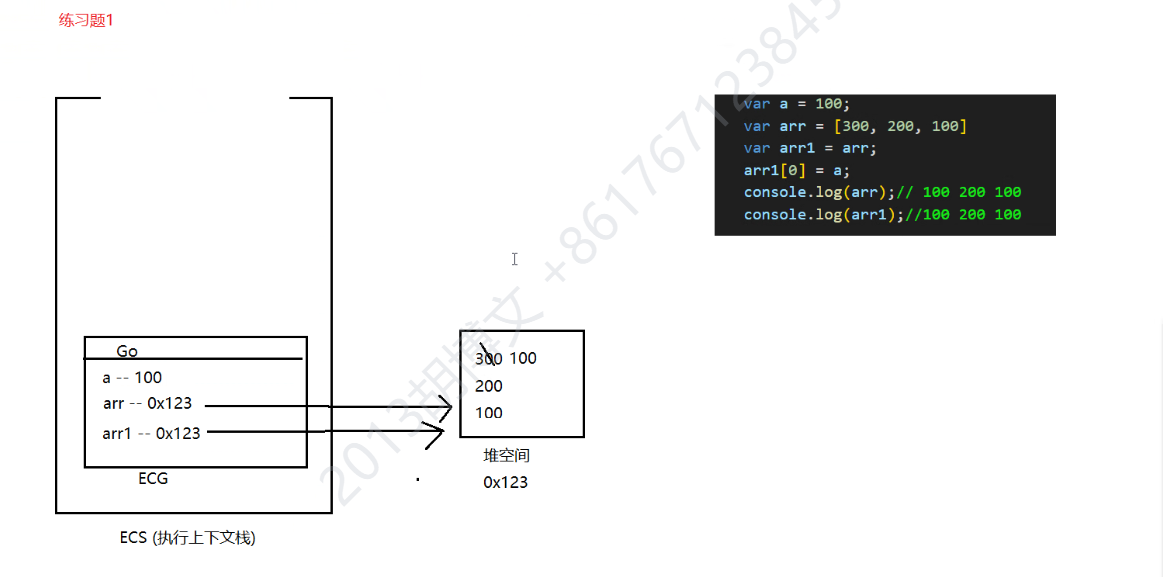 练习题1
var a = 100;
var arr = [300, 200, 100]
var arr1 = arr;
arr1[0] = a;
console.log(arr);// 100 200 100
console.log(arr1);//100 200 100
Go
a -- 100
arr -- 0x123
arr1 -- 0x123
ECG
ECS (执行上下文栈)
300 100
200
100
堆空间
0x123
2013胡博文 +861767123845